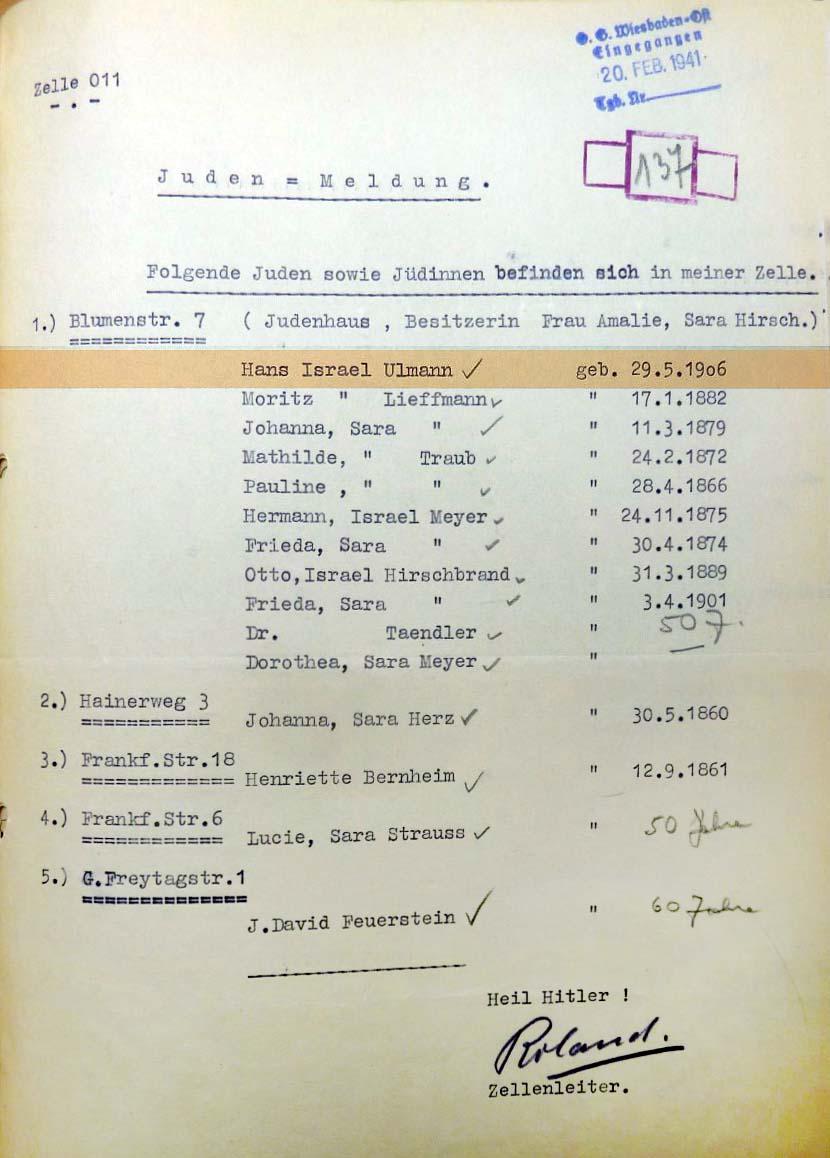 O. G. Wiesbaden-Ost
Eingegangen
20. FEB. 1941
Tgb. Nr.
Zelle 011
- . -
137
Juden = Meldung.
Folgende Juden sowie Jüdinnen befinden sich in meiner Zelle.
1.) Blumenstr. 7 ( Judenhaus , Besitzerin Frau Amalie, Sara Hirsch.)
Hans Israel Ulmann ✓ geb. 29.5.19o6
Moritz " Lieffmann ✓ " 17.1.1882
Johanna, Sara " ✓ " 11.3.1879
Mathilde, " Traub ✓ " 24.2.1872
Pauline , " " ✓ " 28.4.1866
Hermann, Israel Meyer ✓ " 24.11.1875
Frieda, Sara " ✓ " 30.4.1874
Otto,Israel Hirschbrand ✓ " 31.3.1889
Frieda, Sara " ✓ " 3.4.1901
Dr. Taendler ✓ " 50 J.
Dorothea, Sara Meyer ✓ "
2.) Hainerweg 3
Johanna, Sara Herz ✓ " 30.5.1860
3.) Frankf.Str.18
Henriette Bernheim ✓ " 12.9.1861
4.) Frankf.Str.6
Lucie, Sara Strauss ✓ " 50 Jahre
5.) G.Freytagstr.1
J.David Feuerstein ✓ " 60 Jahre
Heil Hitler !
Roland.
Zellenleiter.